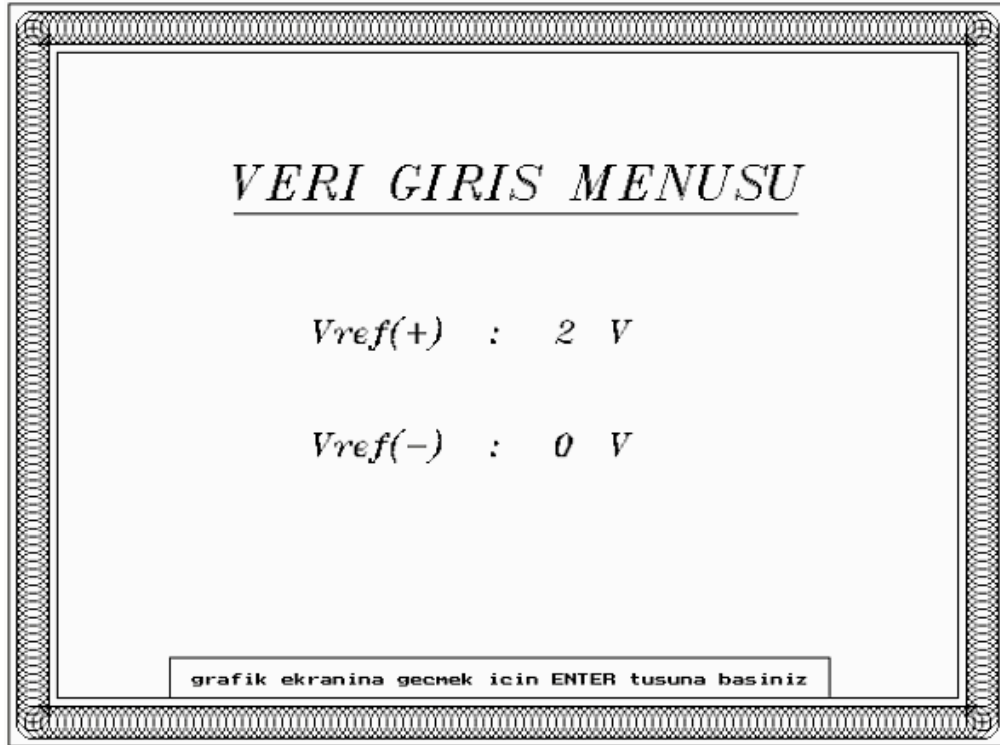 VERI GIRIS MENUSU
Vref(+) : 2 V
Vref(-) : 0 V
grafik ekranina gecmek icin ENTER tusuna basiniz